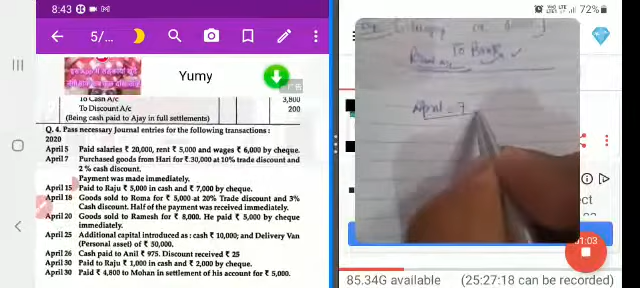 8:43
72%
5/...
Yumy
To Cash A/c 3,800
To Discount A/c 200
(Being cash paid to Ajay in full settlements)
Q. 4. Pass necessary Journal entries for the following transactions :
2020
April 5 Paid salaries ₹ 20,000, rent ₹ 5,000 and wages ₹ 6,000 by cheque.
April 7 Purchased goods from Hari for ₹.30,000 at 10% trade discount and
2 % cash discount.
Payment was made immediately.
April 15 Paid to Raju ₹ 5,000 in cash and ₹ 7,000 by cheque.
April 18 Goods sold to Roma for ₹ 5,000 at 20% Trade discount and 3%
Cash discount. Half of the payment was received immediately.
April 20 Goods sold to Ramesh for ₹ 8,000. He paid ₹ 5,000 by cheque
immediately.
April 25 Additional capital introduced as : cash ₹ 10,000; and Delivery Van
(Personal asset) of ₹ 50,000.
April 26 Cash paid to Anil ₹ 975. Discount received ₹ 25
April 30 Paid to Raju ₹ 1,000 in cash and ₹ 2,000 by cheque.
April 30 Paid ₹ 4,800 to Mohan in settlement of his account for ₹ 5,000.
To Bank
April = 7
ect
01:03
85.34G available (25:27:18 can be recorded)